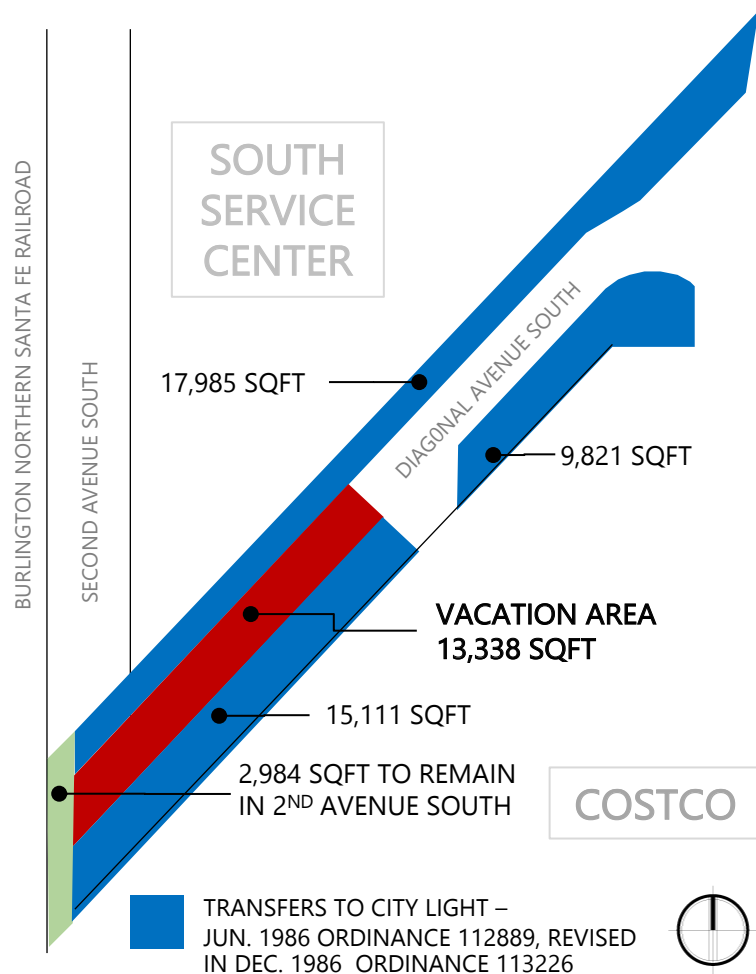 SOUTH
SERVICE
CENTER
BURLINGTON NORTHERN SANTA FE RAILROAD
SECOND AVENUE SOUTH
DIAGONAL AVENUE SOUTH
17,985 SQFT
9,821 SQFT
VACATION AREA
13,338 SQFT
15,111 SQFT
2,984 SQFT TO REMAIN
IN 2ND AVENUE SOUTH
COSTCO
TRANSFERS TO CITY LIGHT –
JUN. 1986 ORDINANCE 112889, REVISED
IN DEC. 1986 ORDINANCE 113226